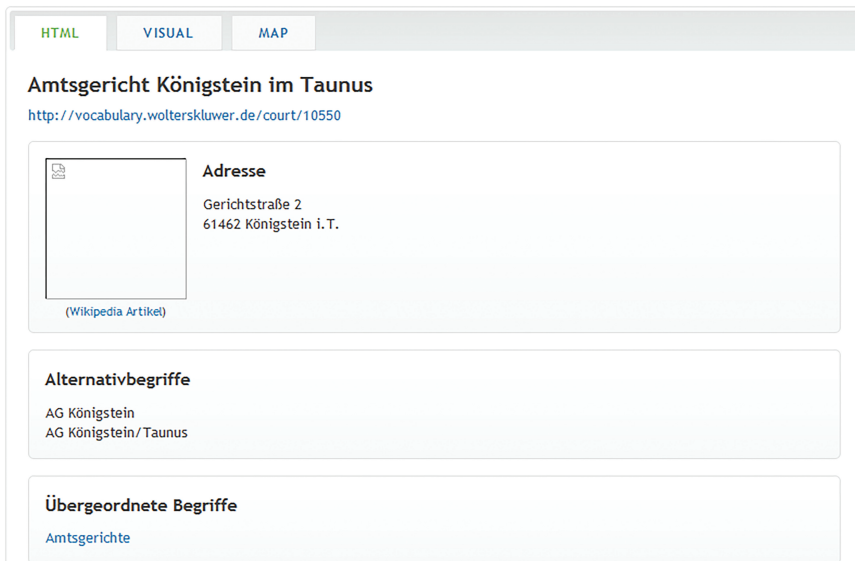 HTML VISUAL MAP
Amtsgericht Königstein im Taunus
http://vocabulary.wolterskluwer.de/court/10550
Adresse
Gerichtstraße 2
61462 Königstein i.T.
(Wikipedia Artikel)
Alternativbegriffe
AG Königstein
AG Königstein/Taunus
Übergeordnete Begriffe
Amtsgerichte